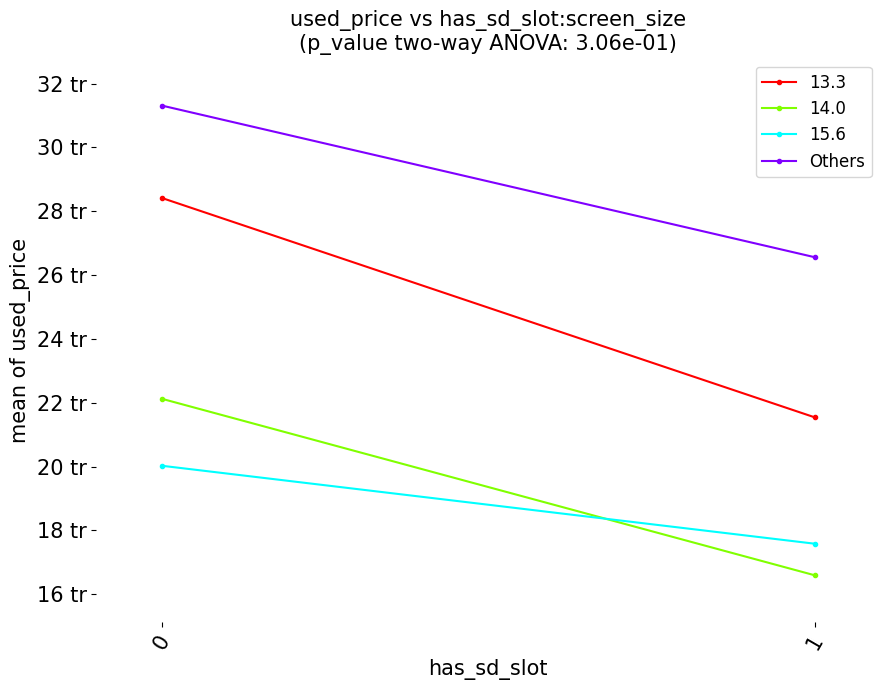 used_price vs has_sd_slot:screen_size
(p_value two-way ANOVA: 3.06e-01)
13.3
14.0
15.6
Others
32 tr
30 tr
28 tr
26 tr
24 tr
22 tr
20 tr
18 tr
16 tr
mean of used_price
0
1
has_sd_slot